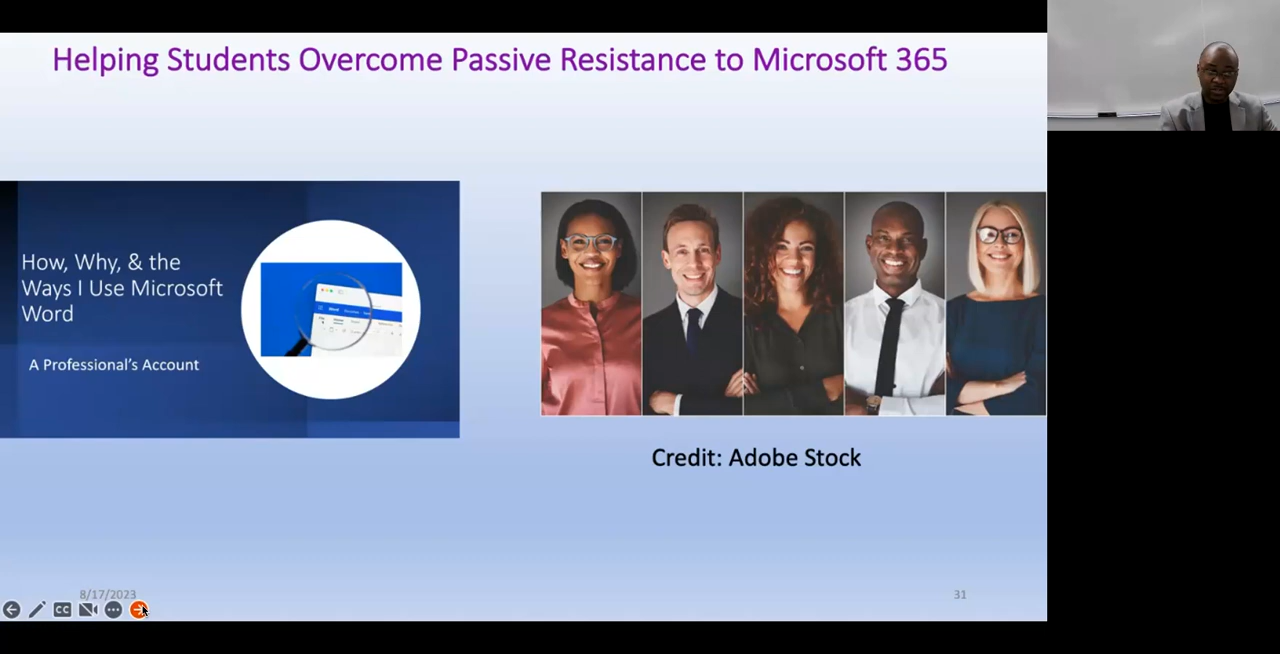 Helping Students Overcome Passive Resistance to Microsoft 365
How, Why, & the
Ways I Use Microsoft
Word
A Professional's Account
Credit: Adobe Stock
8/17/2023
31
CC